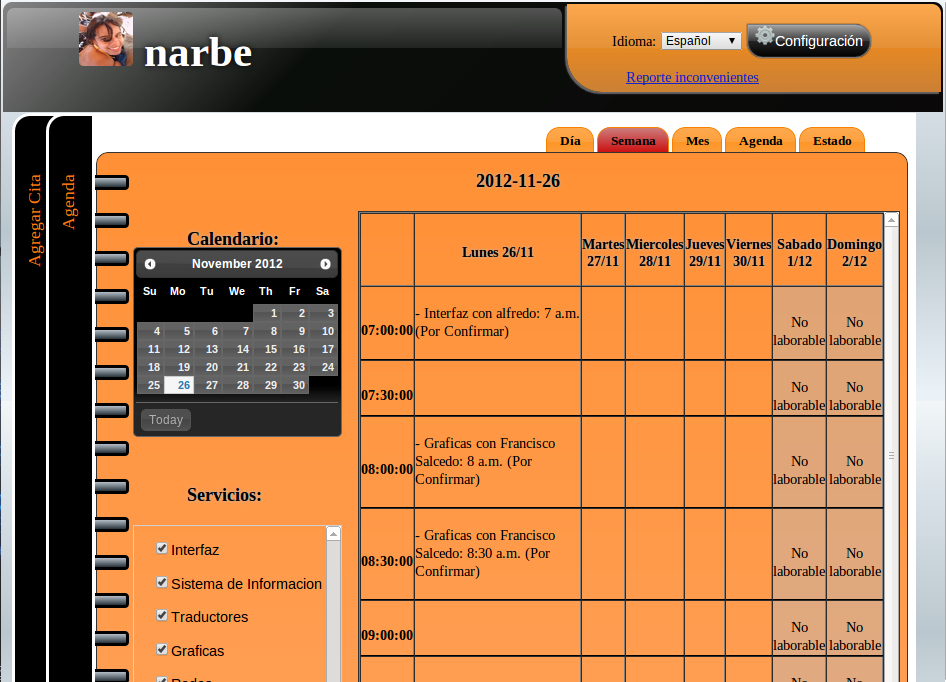 narbe
Idioma: Español
Configuración
Reporte inconvenientes
Agregar Cita
Agenda
Día Semana Mes Agenda Estado
2012-11-26
Calendario:
November 2012
Su Mo Tu We Th Fr Sa
1 2 3
4 5 6 7 8 9 10
11 12 13 14 15 16 17
18 19 20 21 22 23 24
25 26 27 28 29 30
Today
Servicios:
Interfaz
Sistema de Informacion
Traductores
Graficas
Redes
Lunes 26/11
Martes
27/11
Miercoles
28/11
Jueves
29/11
Viernes
30/11
Sabado
1/12
Domingo
2/12
07:00:00
- Interfaz con alfredo: 7 a.m.
(Por Confirmar)
No
laborable
No
laborable
07:30:00
No
laborable
No
laborable
08:00:00
- Graficas con Francisco
Salcedo: 8 a.m. (Por
Confirmar)
No
laborable
No
laborable
08:30:00
- Graficas con Francisco
Salcedo: 8:30 a.m. (Por
Confirmar)
No
laborable
No
laborable
09:00:00
No
laborable
No
laborable
No
No